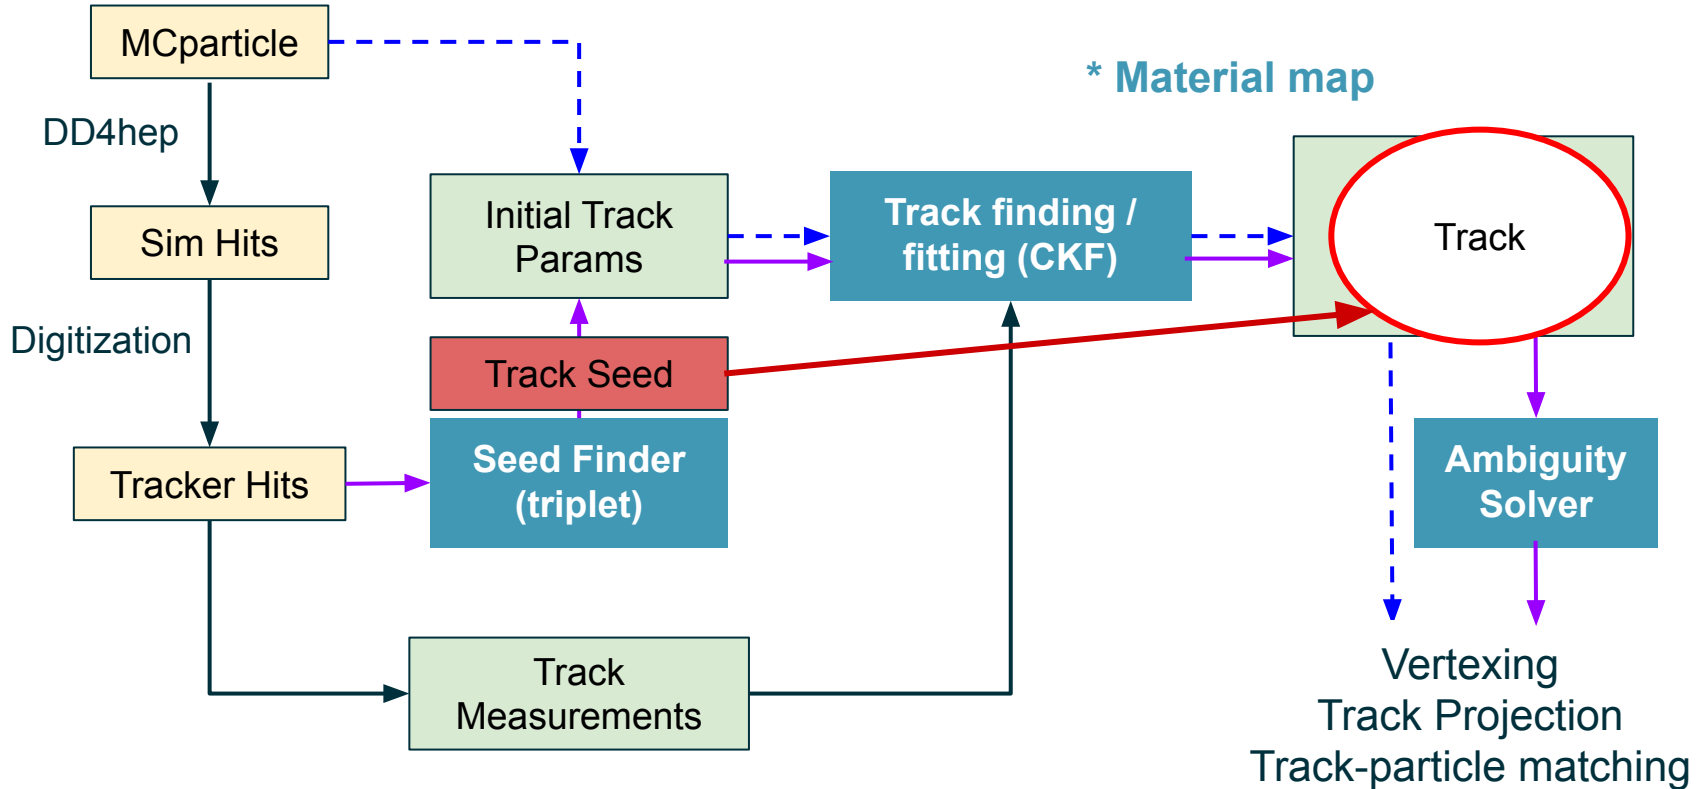 MCparticle
* Material map
DD4hep
Initial Track
Params
Track finding /
fitting (CKF)
Track
Sim Hits
Digitization
Track Seed
Tracker Hits
Seed Finder
(triplet)
Ambiguity
Solver
Track
Measurements
Vertexing
Track Projection
Track-particle matching